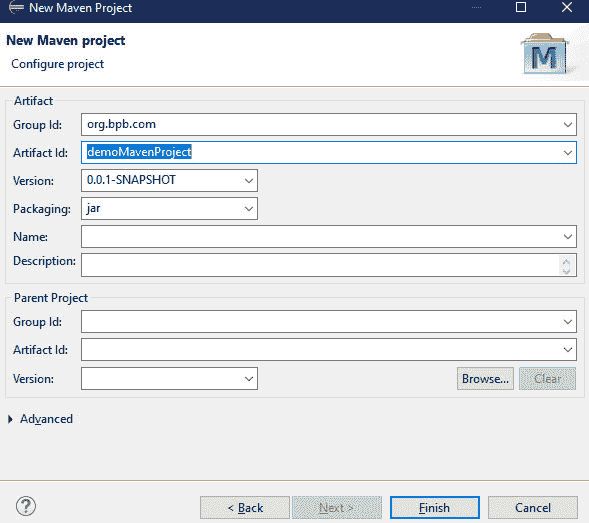 New Maven Project
New Maven project
Configure project
M
Artifact
Group Id: org.bpb.com
Artifact Id: demoMavenProject
Version: 0.0.1-SNAPSHOT
Packaging: jar
Name:
Description:
Parent Project
Group Id:
Artifact Id:
Version: Browse... Clear
Advanced
? < Back Next > Finish Cancel